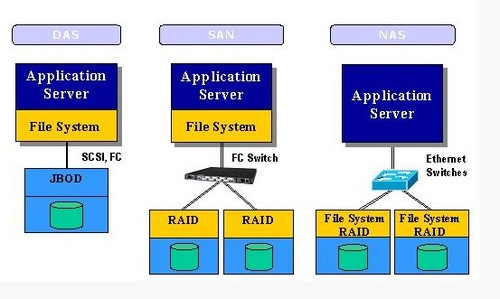 DAS
SAN
NAS
Application
Server
File System
SCSI, FC
JBOD
Application
Server
File System
FC Switch
RAID
RAID
Application
Server
Ethernet
Switches
File System
RAID
File System
RAID